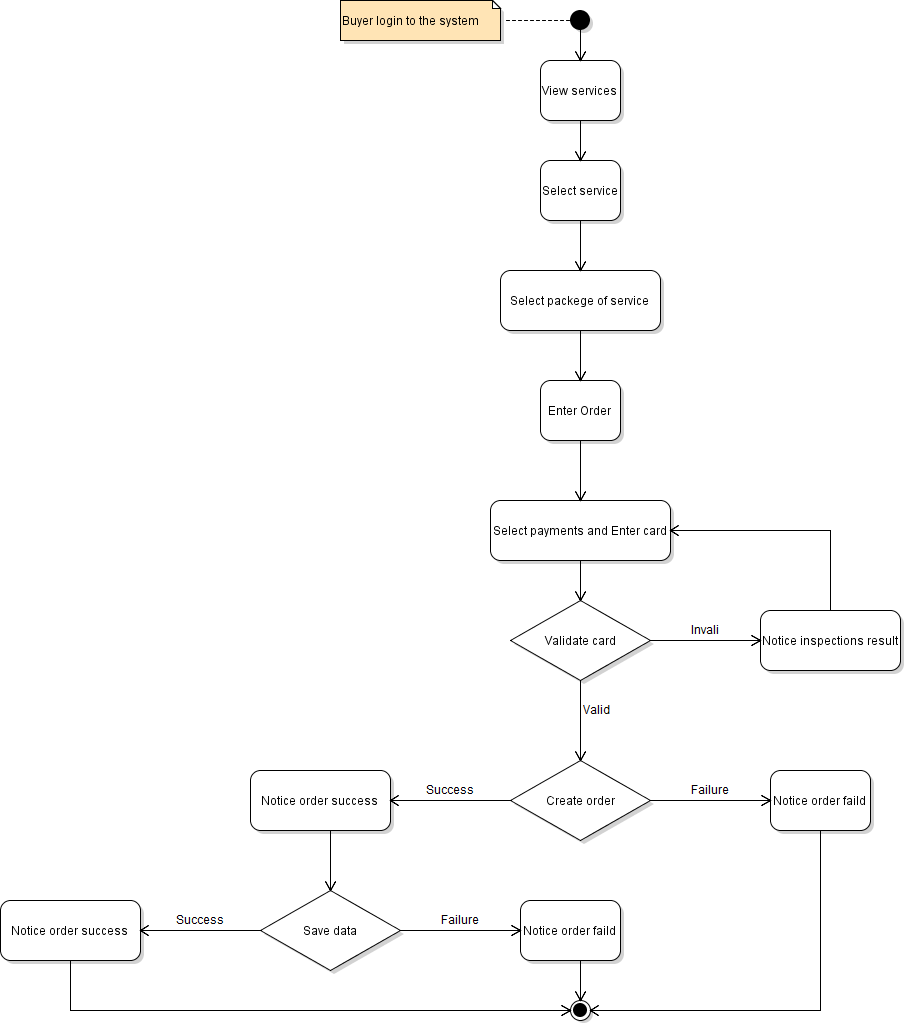 Buyer login to the system
View services
Select service
Select packege of service
Enter Order
Select payments and Enter card
Validate card
Invali
Notice inspections result
Valid
Notice order success
Success
Create order
Failure
Notice order faild
Notice order success
Success
Save data
Failure
Notice order faild